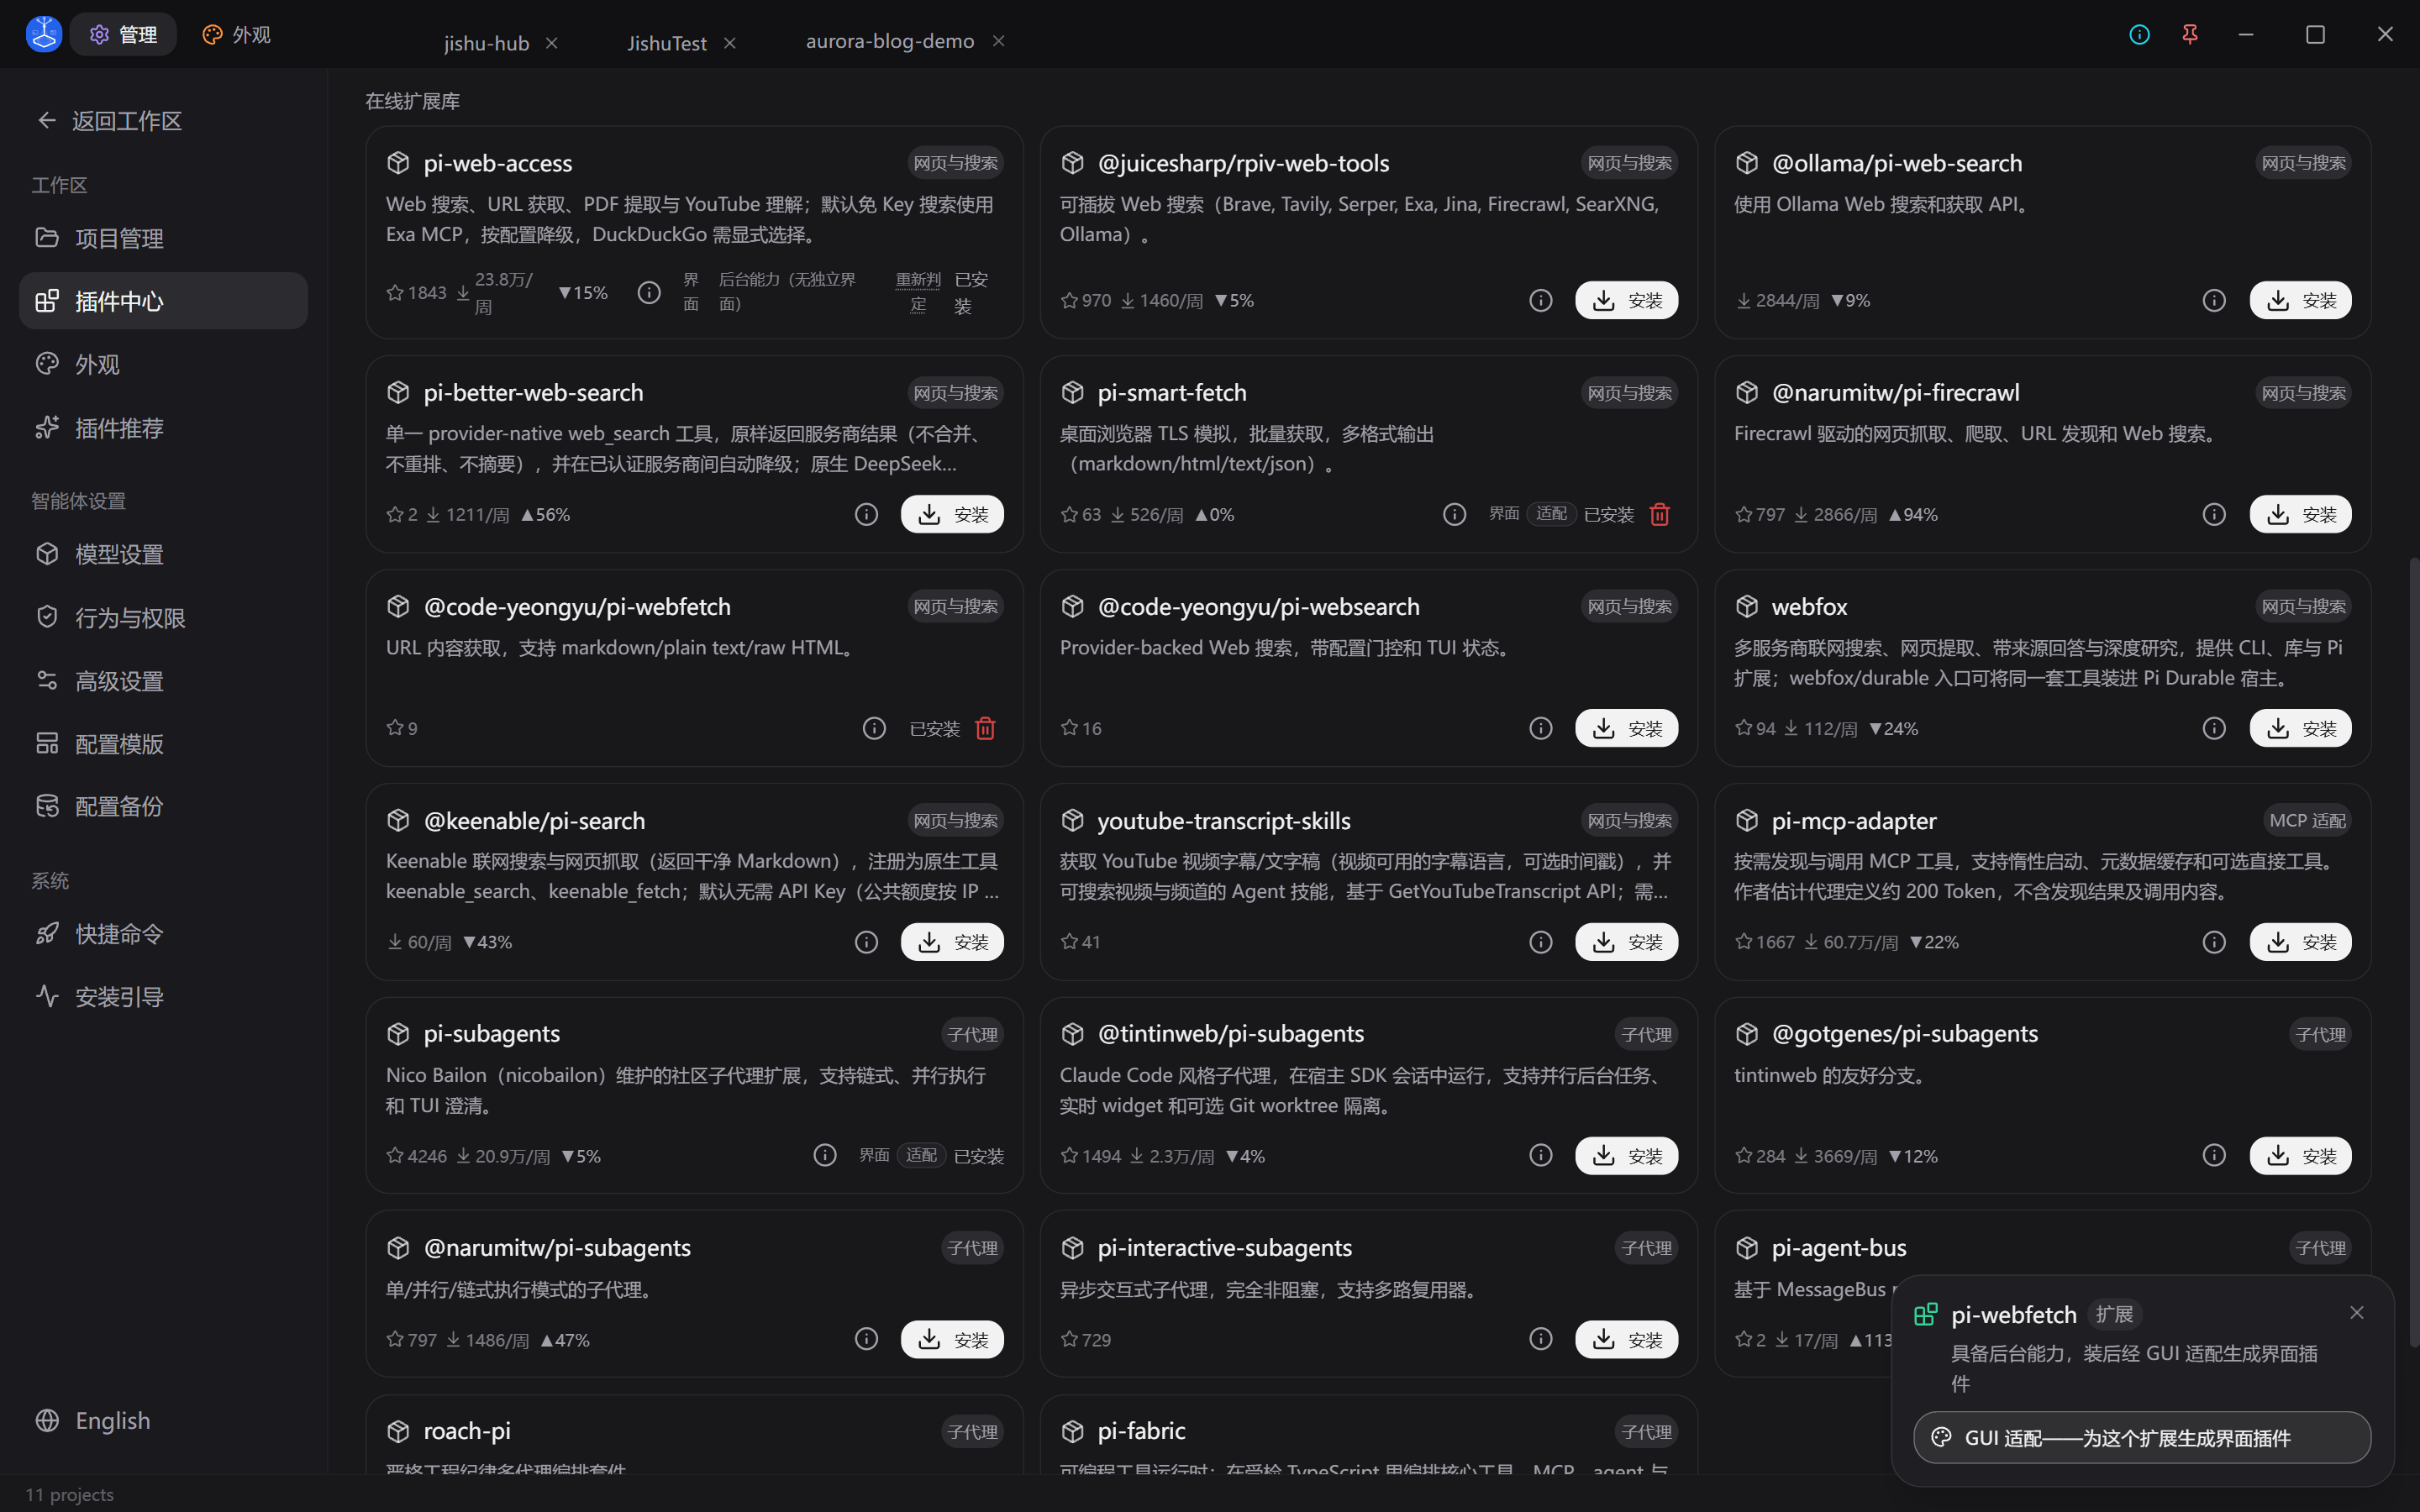 管理
外观
jishu-hub
JishuTest
aurora-blog-demo
返回工作区
工作区
项目管理
插件中心
外观
插件推荐
智能体设置
模型设置
行为与权限
高级设置
配置模版
配置备份
系统
快捷命令
安装引导
English
11 projects
在线扩展库
pi-web-access
网页与搜索
Web 搜索、URL 获取、PDF 提取与 YouTube 理解；默认免 Key 搜索使用
Exa MCP，按配置降级，DuckDuckGo 需显式选择。
1843 23.8万/
周
▼15%
界
面
后台能力（无独立界
面）
重新判
定
已安
装
@juicesharp/rpiv-web-tools
网页与搜索
可插拔 Web 搜索（Brave, Tavily, Serper, Exa, Jina, Firecrawl, SearXNG,
Ollama）。
970 1460/周 ▼5%
安装
@ollama/pi-web-search
网页与搜索
使用 Ollama Web 搜索和获取 API。
2844/周 ▼9%
安装
pi-better-web-search
网页与搜索
单一 provider-native web_search 工具，原样返回服务商结果（不合并、
不重排、不摘要），并在已认证服务商间自动降级；原生 DeepSeek...
2 1211/周 ▲56%
安装
pi-smart-fetch
网页与搜索
桌面浏览器 TLS 模拟，批量获取，多格式输出
（markdown/html/text/json）。
63 526/周 ▲0%
界面 适配 已安装
@narumitw/pi-firecrawl
网页与搜索
Firecrawl 驱动的网页抓取、爬取、URL 发现和 Web 搜索。
797 2866/周 ▲94%
安装
@code-yeongyu/pi-webfetch
网页与搜索
URL 内容获取，支持 markdown/plain text/raw HTML。
9
已安装
@code-yeongyu/pi-websearch
网页与搜索
Provider-backed Web 搜索，带配置门控和 TUI 状态。
16
安装
webfox
网页与搜索
多服务商联网搜索、网页提取、带来源回答与深度研究，提供 CLI、库与 Pi
扩展；webfox/durable 入口可将同一套工具装进 Pi Durable 宿主。
94 112/周 ▼24%
安装
@keenable/pi-search
网页与搜索
Keenable 联网搜索与网页抓取（返回干净 Markdown），注册为原生工具
keenable_search、keenable_fetch；默认无需 API Key（公共额度按 IP ...
60/周 ▼43%
安装
youtube-transcript-skills
网页与搜索
获取 YouTube 视频字幕/文字稿（视频可用的字幕语言，可选时间戳），并
可搜索视频与频道的 Agent 技能，基于 GetYouTubeTranscript API；需...
41
安装
pi-mcp-adapter
MCP 适配
按需发现与调用 MCP 工具，支持惰性启动、元数据缓存和可选直接工具。
作者估计代理定义约 200 Token，不含发现结果及调用内容。
1667 60.7万/周 ▼22%
安装
pi-subagents
子代理
Nico Bailon（nicobailon）维护的社区子代理扩展，支持链式、并行执行
和 TUI 澄清。
4246 20.9万/周 ▼5%
界面 适配 已安装
@tintinweb/pi-subagents
子代理
Claude Code 风格子代理，在宿主 SDK 会话中运行，支持并行后台任务、
实时 widget 和可选 Git worktree 隔离。
1494 2.3万/周 ▼4%
安装
@gotgenes/pi-subagents
子代理
tintinweb 的友好分支。
284 3669/周 ▼12%
安装
@narumitw/pi-subagents
子代理
单/并行/链式执行模式的子代理。
797 1486/周 ▲47%
安装
pi-interactive-subagents
子代理
异步交互式子代理，完全非阻塞，支持多路复用器。
729
安装
pi-agent-bus
子代理
基于 MessageBus
2 17/周 ▲113
roach-pi
子代理
严格工程纪律多代理编排套件
pi-fabric
子代理
可编程工具运行时；在受检 TypeScript 里编排核心工具、MCP、agent 与
pi-webfetch
扩展
具备后台能力，装后经 GUI 适配生成界面插
件
GUI 适配——为这个扩展生成界面插件